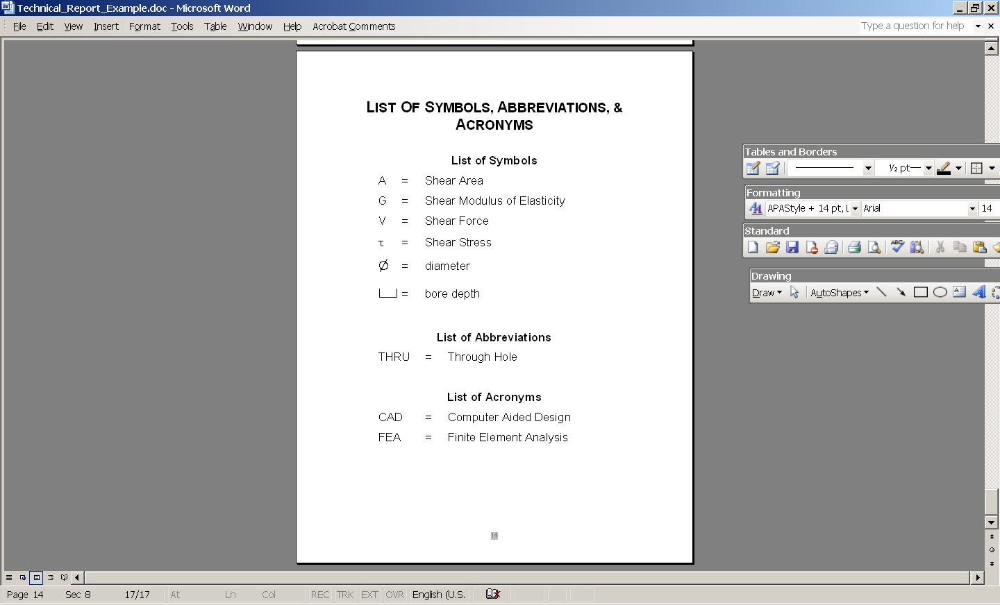 Technical_Report_Example.doc - Microsoft Word
File Edit View Insert Format Tools Table Window Help Acrobat Comments Type a question for help
LIST OF SYMBOLS, ABBREVIATIONS, &
ACRONYMS
List of Symbols
A = Shear Area
G = Shear Modulus of Elasticity
V = Shear Force
τ = Shear Stress
Ø = diameter
⌴ = bore depth
List of Abbreviations
THRU = Through Hole
List of Acronyms
CAD = Computer Aided Design
FEA = Finite Element Analysis
14
Tables and Borders
½ pt
Formatting
APAStyle + 14 pt, L Arial 14
Standard
ABC
Drawing
Draw AutoShapes
Page 14 Sec 8 17/17 At Ln Col REC TRK EXT OVR English (U.S.